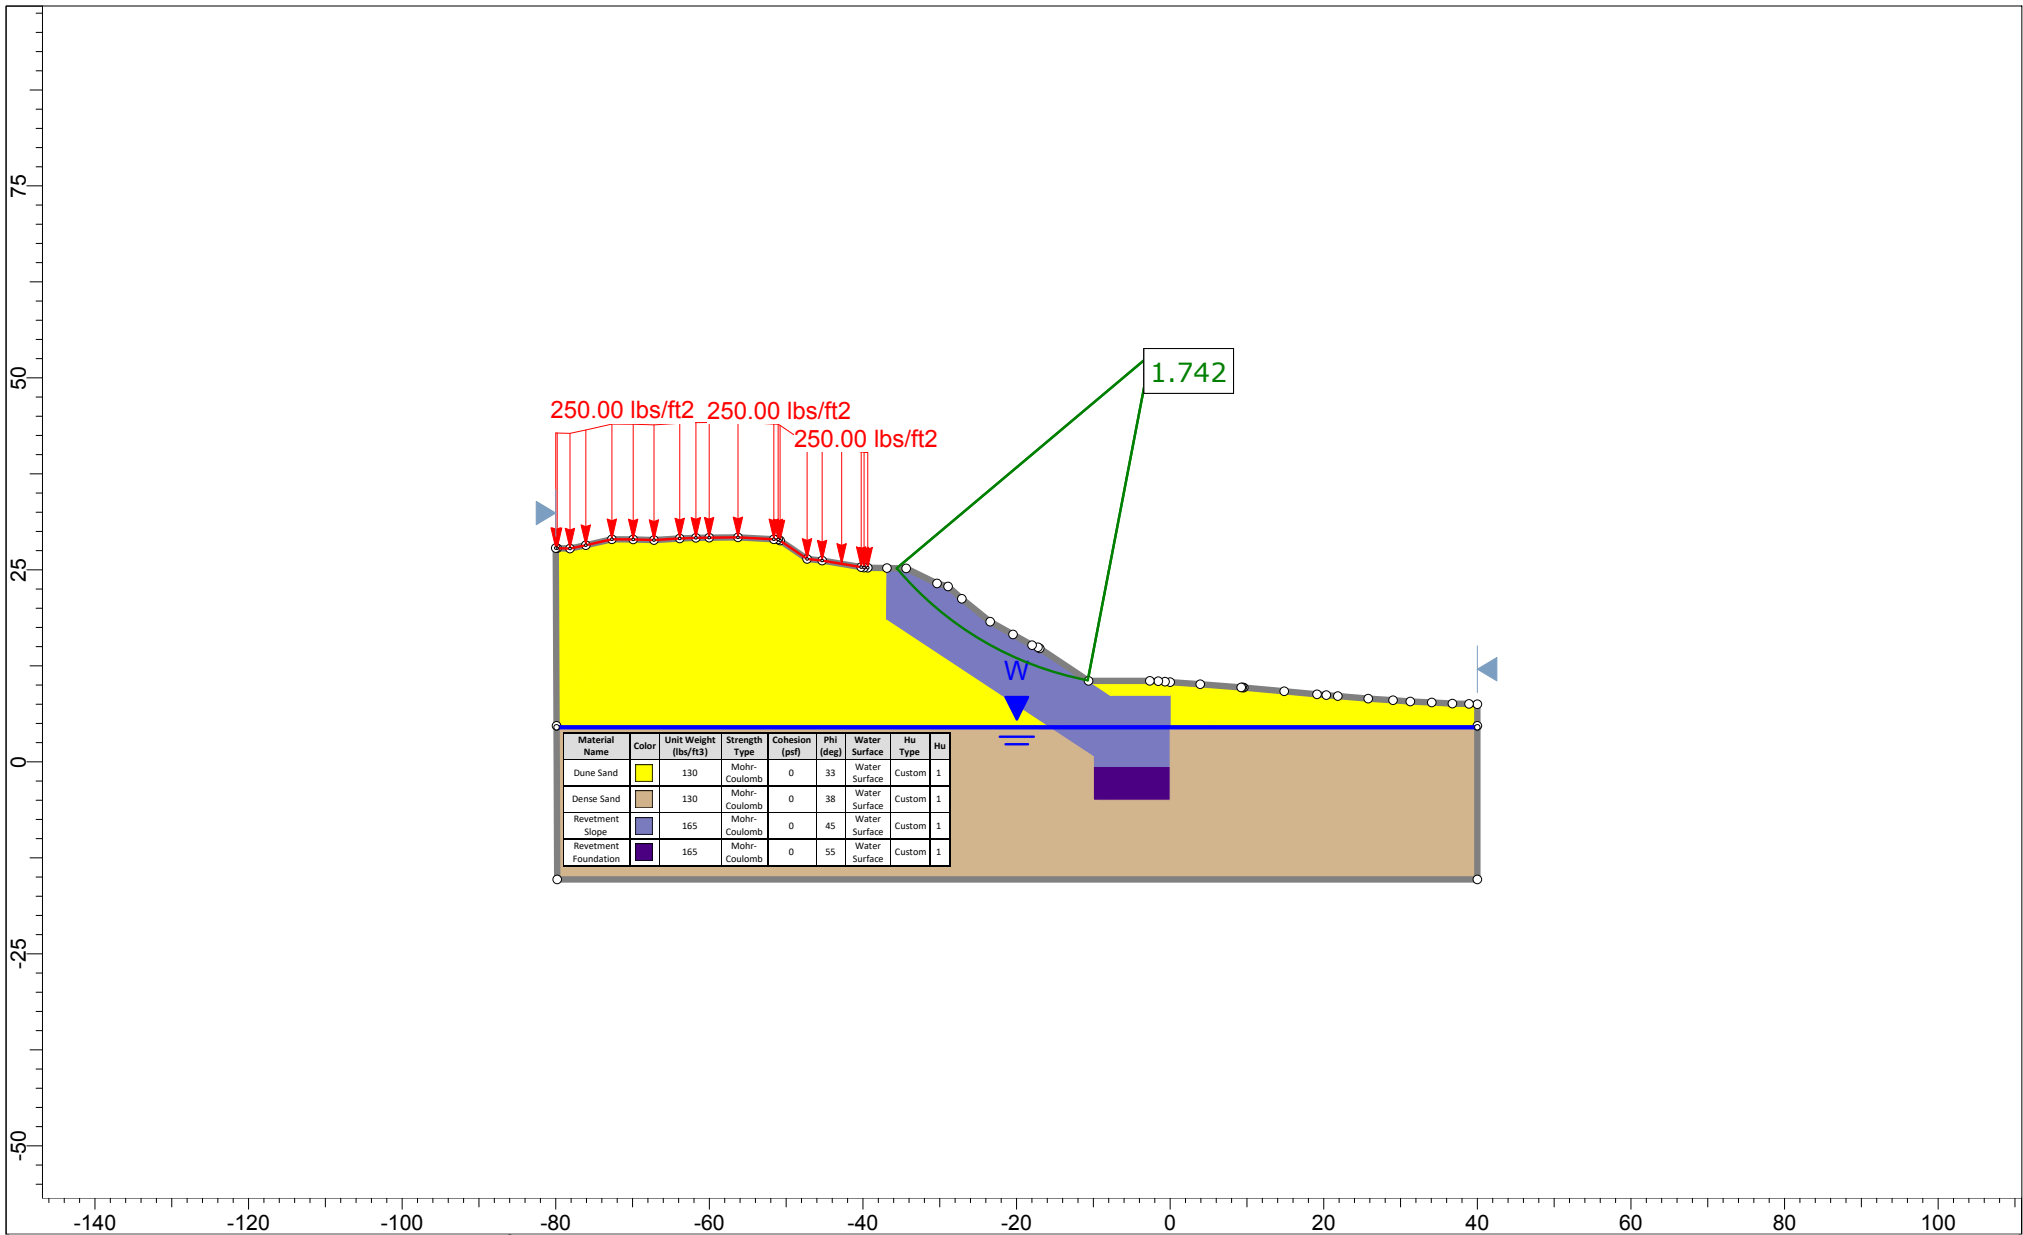 75
50
25
0
-25
-50
1.742
250.00 lbs/ft2 250.00 lbs/ft2
250.00 lbs/ft2
W
Material Name Color Unit Weight (lbs/ft3) Strength Type Cohesion (psf) Phi (deg) Water Surface Hu Type Hu
Dune Sand 130 Mohr-Coulomb 0 33 Water Surface Custom 1
Dense Sand 130 Mohr-Coulomb 0 38 Water Surface Custom 1
Revetment Slope 165 Mohr-Coulomb 0 45 Water Surface Custom 1
Revetment Foundation 165 Mohr-Coulomb 0 55 Water Surface Custom 1
-140 -120 -100 -80 -60 -40 -20 0 20 40 60 80 100